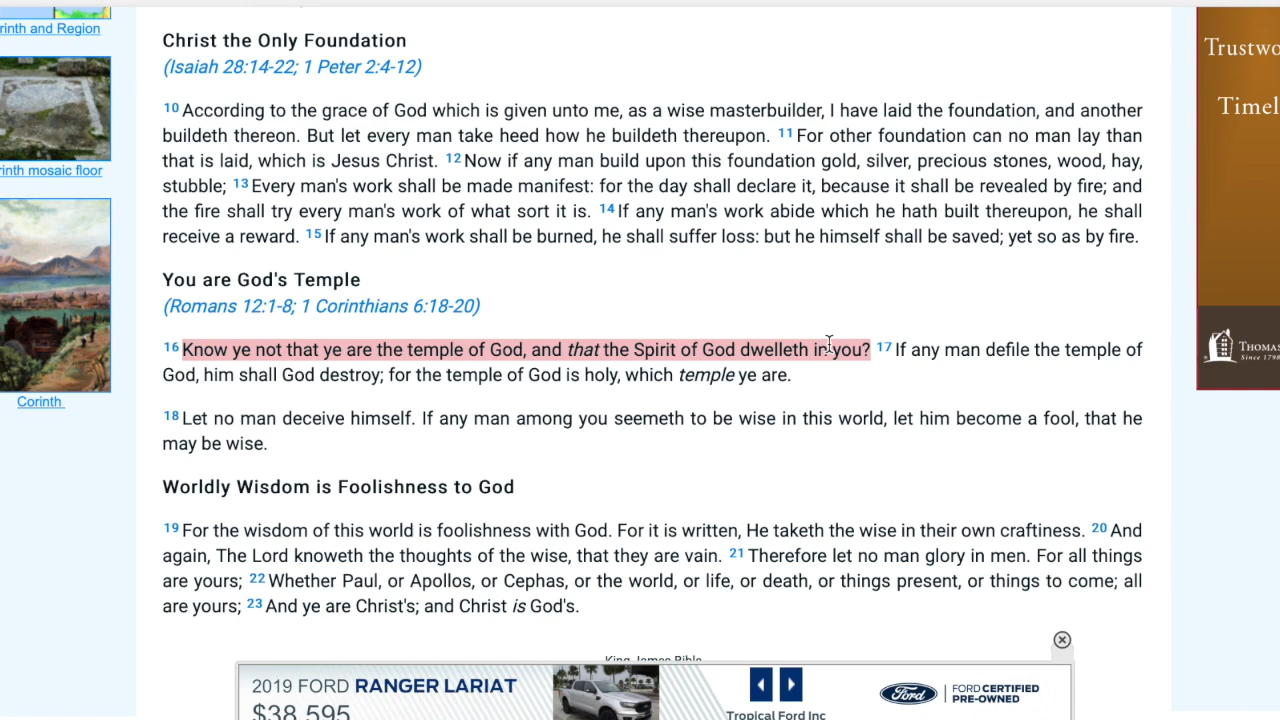 rinth and Region
rinth mosaic floor
Corinth
Christ the Only Foundation
(Isaiah 28:14-22; 1 Peter 2:4-12)
10 According to the grace of God which is given unto me, as a wise masterbuilder, I have laid the foundation, and another
buildeth thereon. But let every man take heed how he buildeth thereupon. 11 For other foundation can no man lay than
that is laid, which is Jesus Christ. 12 Now if any man build upon this foundation gold, silver, precious stones, wood, hay,
stubble; 13 Every man's work shall be made manifest: for the day shall declare it, because it shall be revealed by fire; and
the fire shall try every man's work of what sort it is. 14 If any man's work abide which he hath built thereupon, he shall
receive a reward. 15 If any man's work shall be burned, he shall suffer loss: but he himself shall be saved; yet so as by fire.
You are God's Temple
(Romans 12:1-8; 1 Corinthians 6:18-20)
16 Know ye not that ye are the temple of God, and that the Spirit of God dwelleth in you? 17 If any man defile the temple of
God, him shall God destroy; for the temple of God is holy, which temple ye are.
18 Let no man deceive himself. If any man among you seemeth to be wise in this world, let him become a fool, that he
may be wise.
Worldly Wisdom is Foolishness to God
19 For the wisdom of this world is foolishness with God. For it is written, He taketh the wise in their own craftiness. 20 And
again, The Lord knoweth the thoughts of the wise, that they are vain. 21 Therefore let no man glory in men. For all things
are yours; 22 Whether Paul, or Apollos, or Cephas, or the world, or life, or death, or things present, or things to come; all
are yours; 23 And ye are Christ's; and Christ is God's.
King James Bible
2019 FORD RANGER LARIAT
$38,595
Tropical Ford Inc
Ford
FORD CERTIFIED
PRE-OWNED
Trustwo
Timel
THOMAS
Since 1798